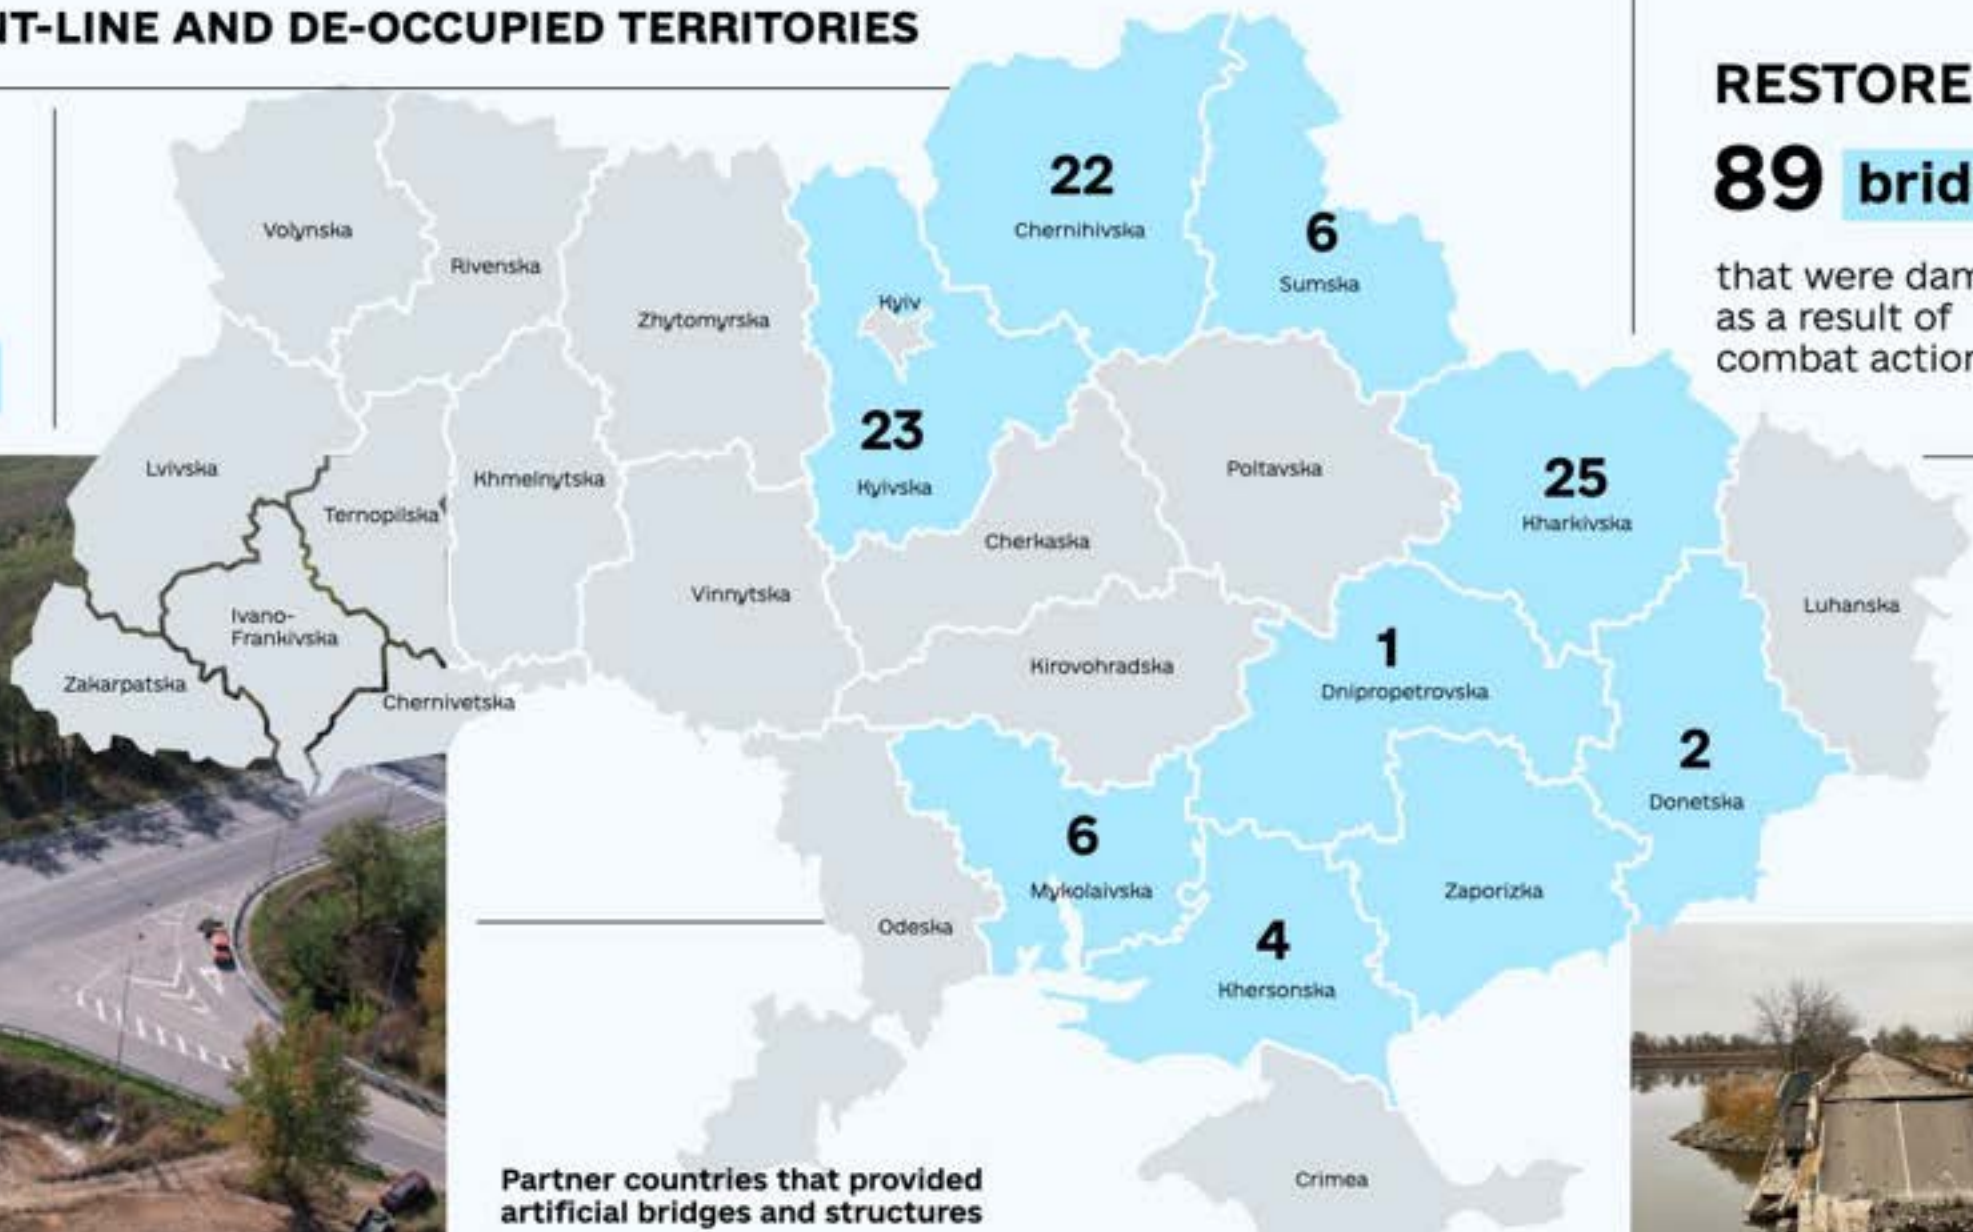 NT-LINE AND DE-OCCUPIED TERRITORIES
RESTORE
89 brid
that were dam
as a result of
combat action
22
Chernihivska
6
Sumska
Volynska
Rivenska
Zhytomyrska
Kyiv
23
Kyivska
Lvivska
Ternopilska
Khmelnytska
Vinnytska
Cherkaska
Poltavska
25
Kharkivska
Luhanska
Ivano-
Frankivska
Zakarpatska
Chernivetska
Kirovohradska
1
Dnipropetrovska
2
Donetska
6
Mykolaivska
Odeska
4
Khersonska
Zaporizka
Crimea
Partner countries that provided
artificial bridges and structures